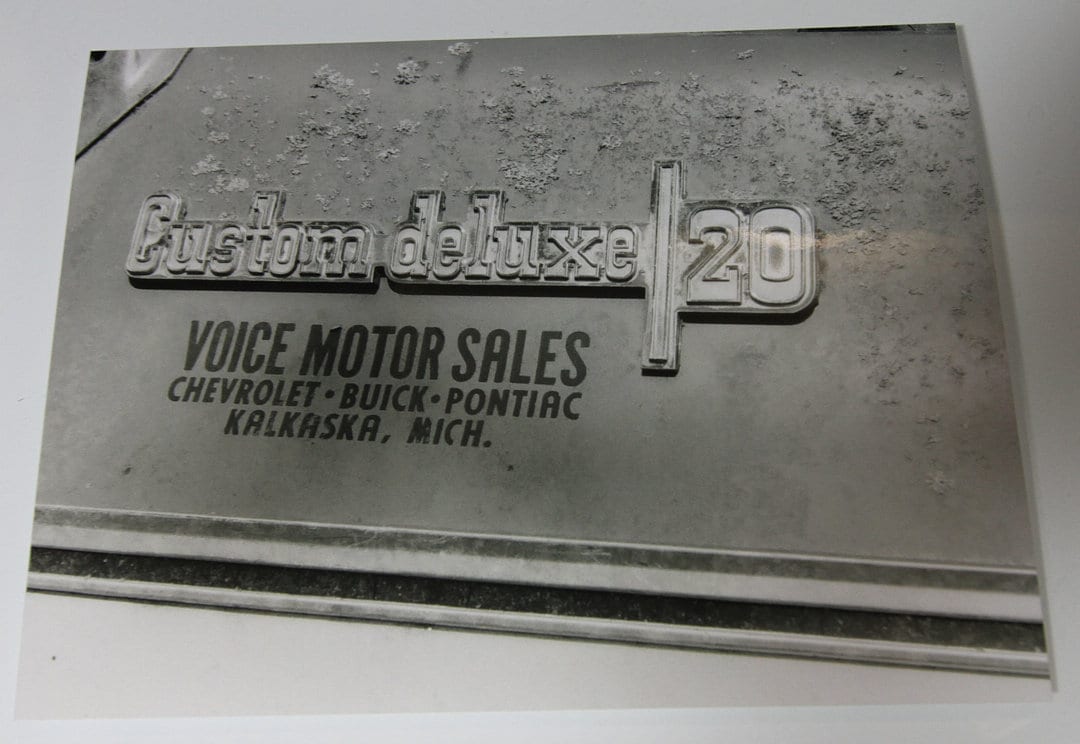 Custom deluxe 20
VOICE MOTOR SALES
CHEVROLET • BUICK • PONTIAC
KALKASKA, MICH.